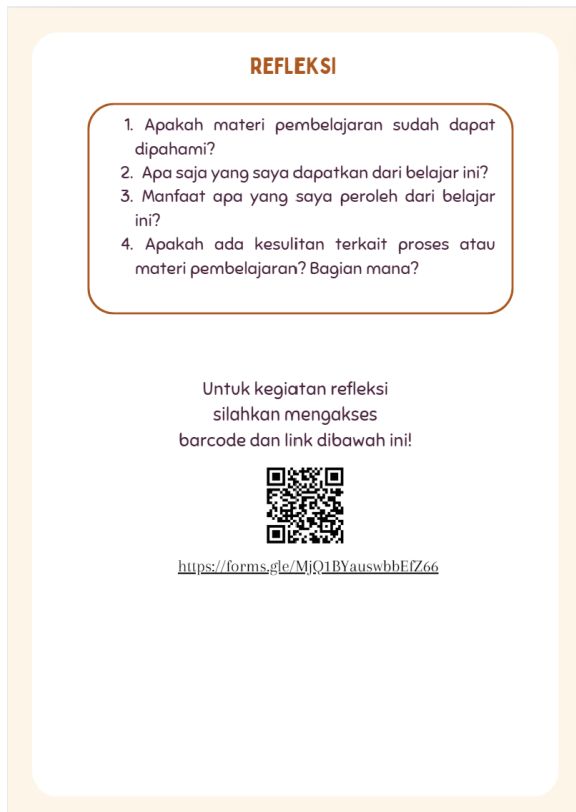 REFLEKSI
1. Apakah materi pembelajaran sudah dapat
dipahami?
2. Apa saja yang saya dapatkan dari belajar ini?
3. Manfaat apa yang saya peroleh dari belajar
ini?
4. Apakah ada kesulitan terkait proses atau
materi pembelajaran? Bagian mana?
Untuk kegiatan refleksi
silahkan mengakses
barcode dan link dibawah ini!
https://forms.gle/MjQ1BYauswbbEfZ66